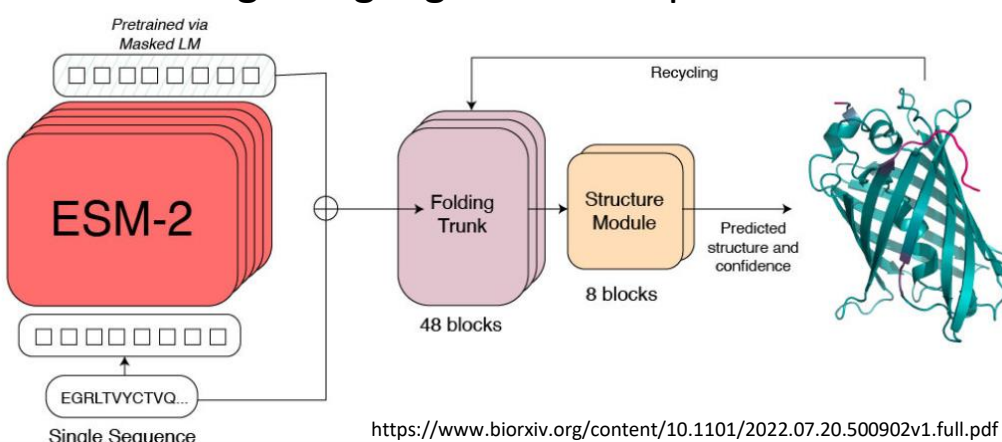 Pretrained via
Masked LM
ESM-2
EGRLTVYCTVQ...
Single Sequence
Recycling
Folding
Trunk
48 blocks
Structure
Module
8 blocks
Predicted
structure and
confidence
https://www.biorxiv.org/content/10.1101/2022.07.20.500902v1.full.pdf